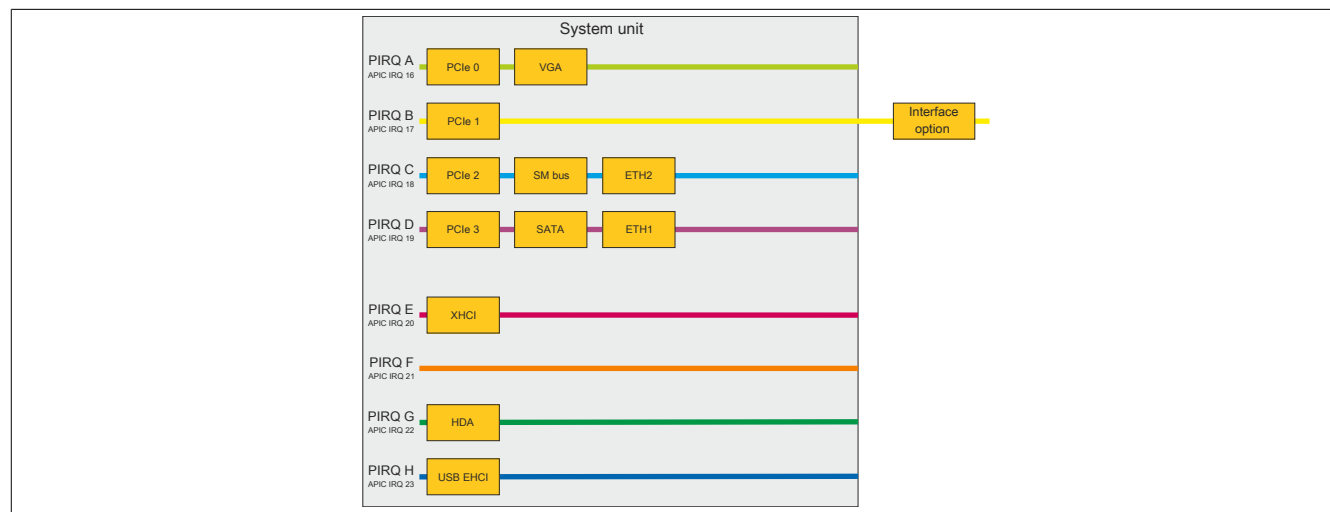 System unit
PIRQ A
APIC IRQ 16
PCIe 0
VGA
PIRQ B
APIC IRQ 17
PCIe 1
Interface
option
PIRQ C
APIC IRQ 18
PCIe 2
SM bus
ETH2
PIRQ D
APIC IRQ 19
PCIe 3
SATA
ETH1
PIRQ E
APIC IRQ 20
XHCI
PIRQ F
APIC IRQ 21
PIRQ G
APIC IRQ 22
HDA
PIRQ H
APIC IRQ 23
USB EHCI